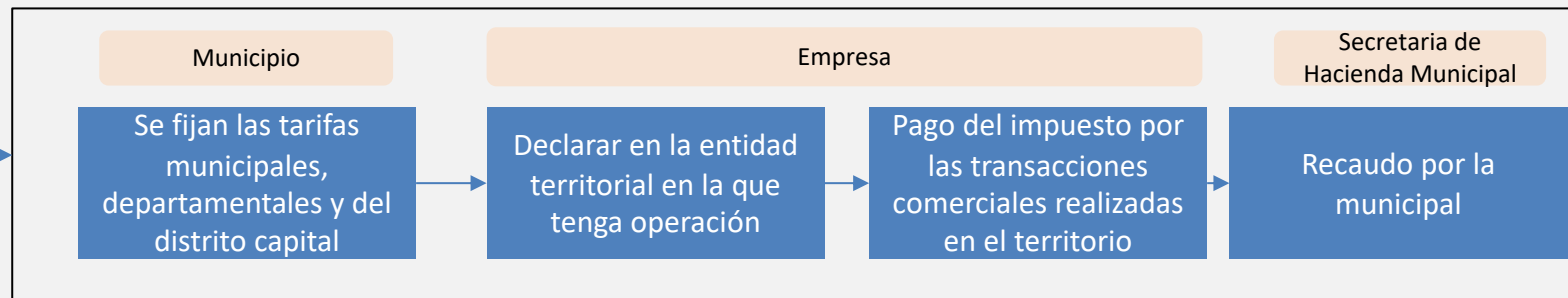 Municipio
Empresa
Secretaria de
Hacienda Municipal
Se fijan las tarifas
municipales,
departamentales y del
distrito capital
Declarar en la entidad
territorial en la que
tenga operación
Pago del impuesto por
las transacciones
comerciales realizadas
en el territorio
Recaudo por la
municipal